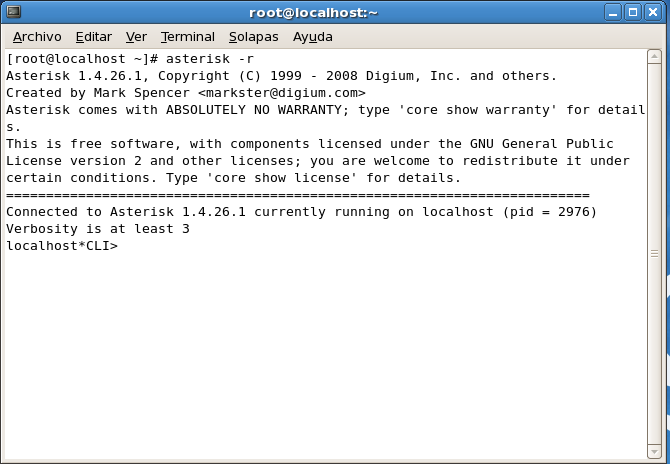 root@localhost:~
Archivo Editar Ver Terminal Solapas Ayuda
[root@localhost ~]# asterisk -r
Asterisk 1.4.26.1, Copyright (C) 1999 - 2008 Digium, Inc. and others.
Created by Mark Spencer <markster@digium.com>
Asterisk comes with ABSOLUTELY NO WARRANTY; type 'core show warranty' for detail
s.
This is free software, with components licensed under the GNU General Public
License version 2 and other licenses; you are welcome to redistribute it under
certain conditions. Type 'core show license' for details.
=========================================================================
Connected to Asterisk 1.4.26.1 currently running on localhost (pid = 2976)
Verbosity is at least 3
localhost*CLI>